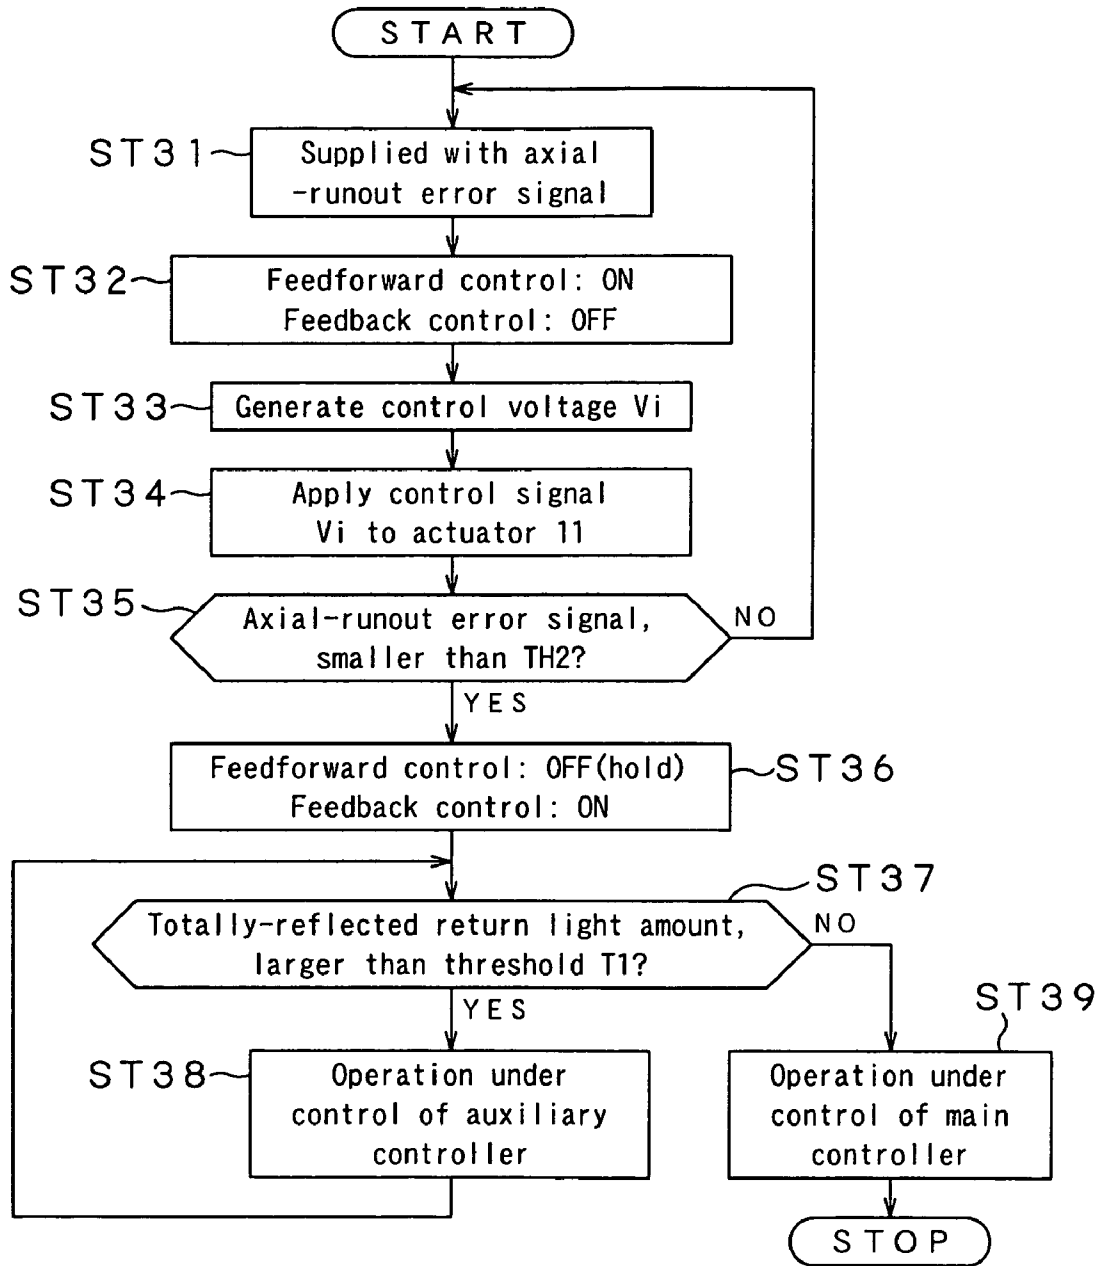 START
ST31
Supplied with axial
-runout error signal
ST32
Feedforward control: ON
Feedback control: OFF
ST33
Generate control voltage Vi
ST34
Apply control signal
Vi to actuator 11
ST35
Axial-runout error signal,
smaller than TH2?
NO
YES
Feedforward control: OFF(hold)
Feedback control: ON
ST36
ST37
Totally-reflected return light amount,
larger than threshold T1?
NO
YES
ST38
Operation under
control of auxiliary
controller
ST39
Operation under
control of main
controller
STOP